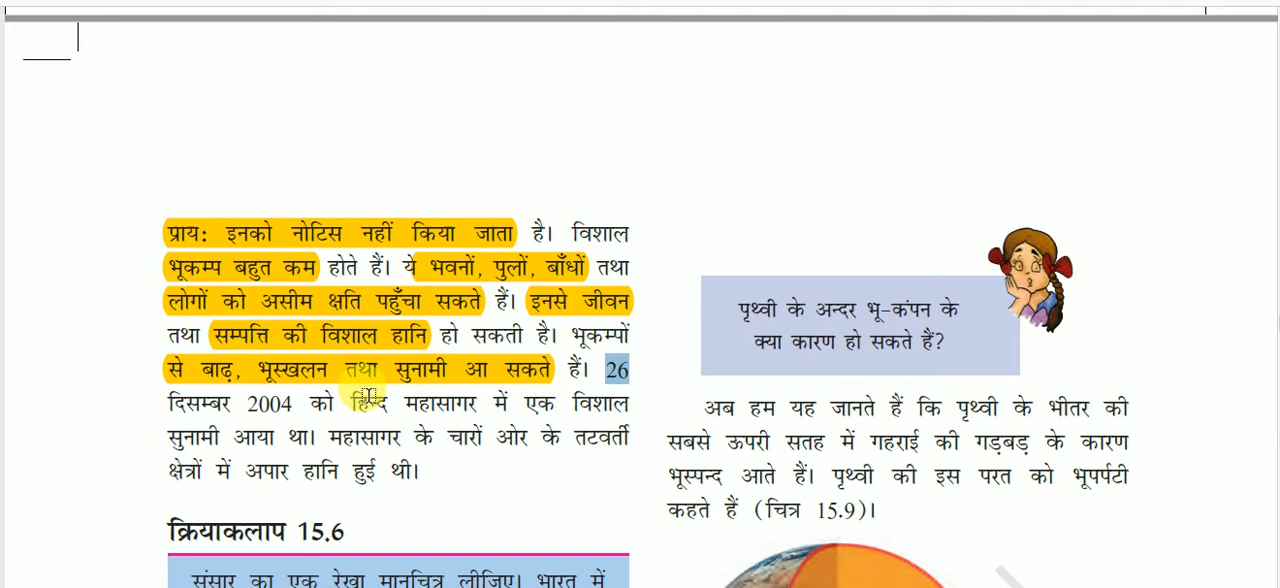 प्राय: इनको नोटिस नहीं किया जाता है। विशाल
भूकम्प बहुत कम होते हैं। ये भवनों, पुलों, बाँधों तथा
लोगों को असीम क्षति पहुँचा सकते हैं। इनसे जीवन
तथा सम्पत्ति की विशाल हानि हो सकती है। भूकम्पों
से बाढ़, भूस्खलन तथा सुनामी आ सकते हैं। 26
दिसम्बर 2004 को हिन्द महासागर में एक विशाल
सुनामी आया था। महासागर के चारों ओर के तटवर्ती
क्षेत्रों में अपार हानि हुई थी।
क्रियाकलाप 15.6
संसार का एक रेखा मानचित्र लीजिए। भारत में
पृथ्वी के अन्दर भू-कंपन के
क्या कारण हो सकते हैं?
अब हम यह जानते हैं कि पृथ्वी के भीतर की
सबसे ऊपरी सतह में गहराई की गड़बड़ के कारण
भूस्पन्द आते हैं। पृथ्वी की इस परत को भूपर्पटी
कहते हैं (चित्र 15.9)।